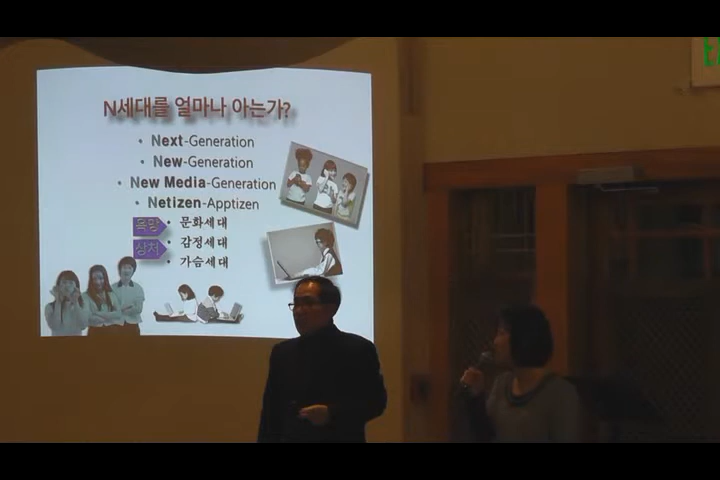 N세대를 얼마나 아는가?
• Next-Generation
• New-Generation
• New Media-Generation
• Netizen-Apptizen
욕망 • 문화세대
상처 • 감정세대
• 가슴세대